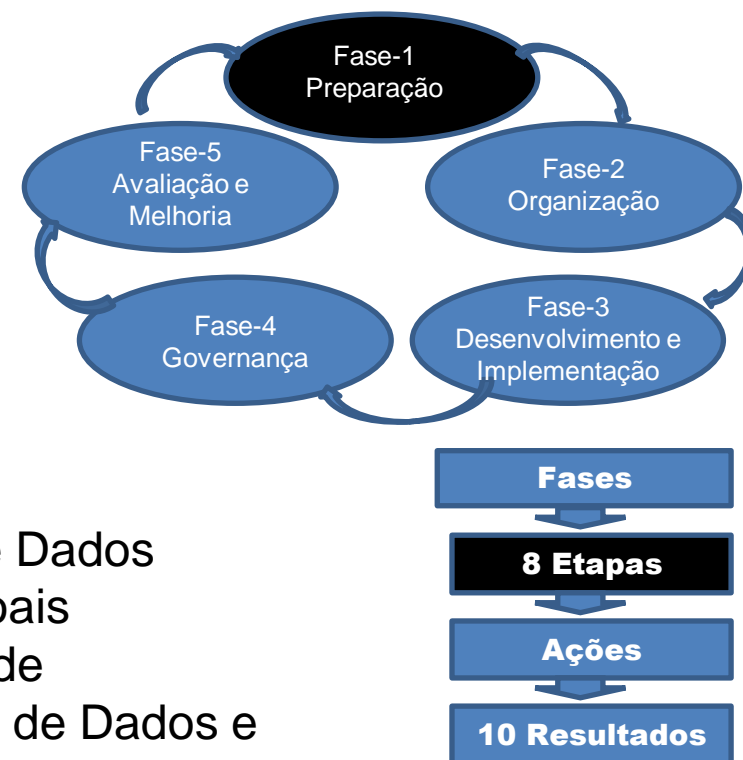 Fase-1
Preparação
Fase-5
Avaliação e
Melhoria
Fase-2
Organização
Fase-4
Governança
Fase-3
Desenvolvimento e
Implementação
Fases
8 Etapas
Ações
10 Resultados
Dados
de
de Dados e